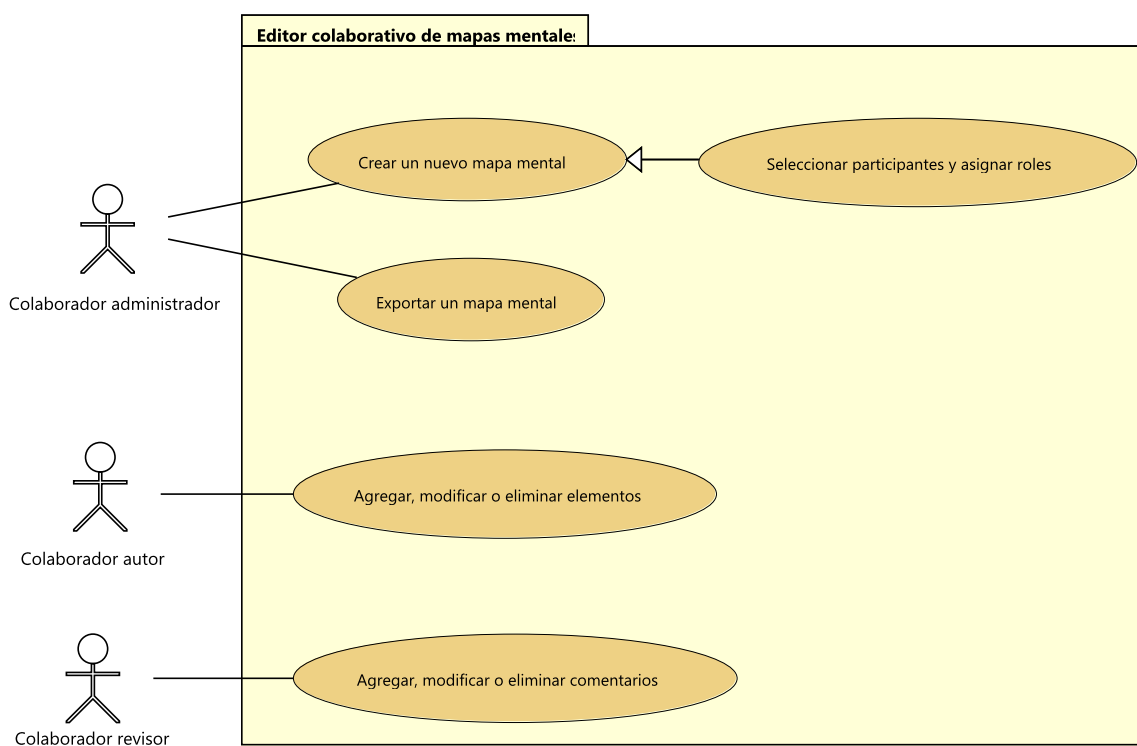 Editor colaborativo de mapas mentales
Crear un nuevo mapa mental
Seleccionar participantes y asignar roles
Colaborador administrador
Exportar un mapa mental
Agregar, modificar o eliminar elementos
Colaborador autor
Agregar, modificar o eliminar comentarios
Colaborador revisor